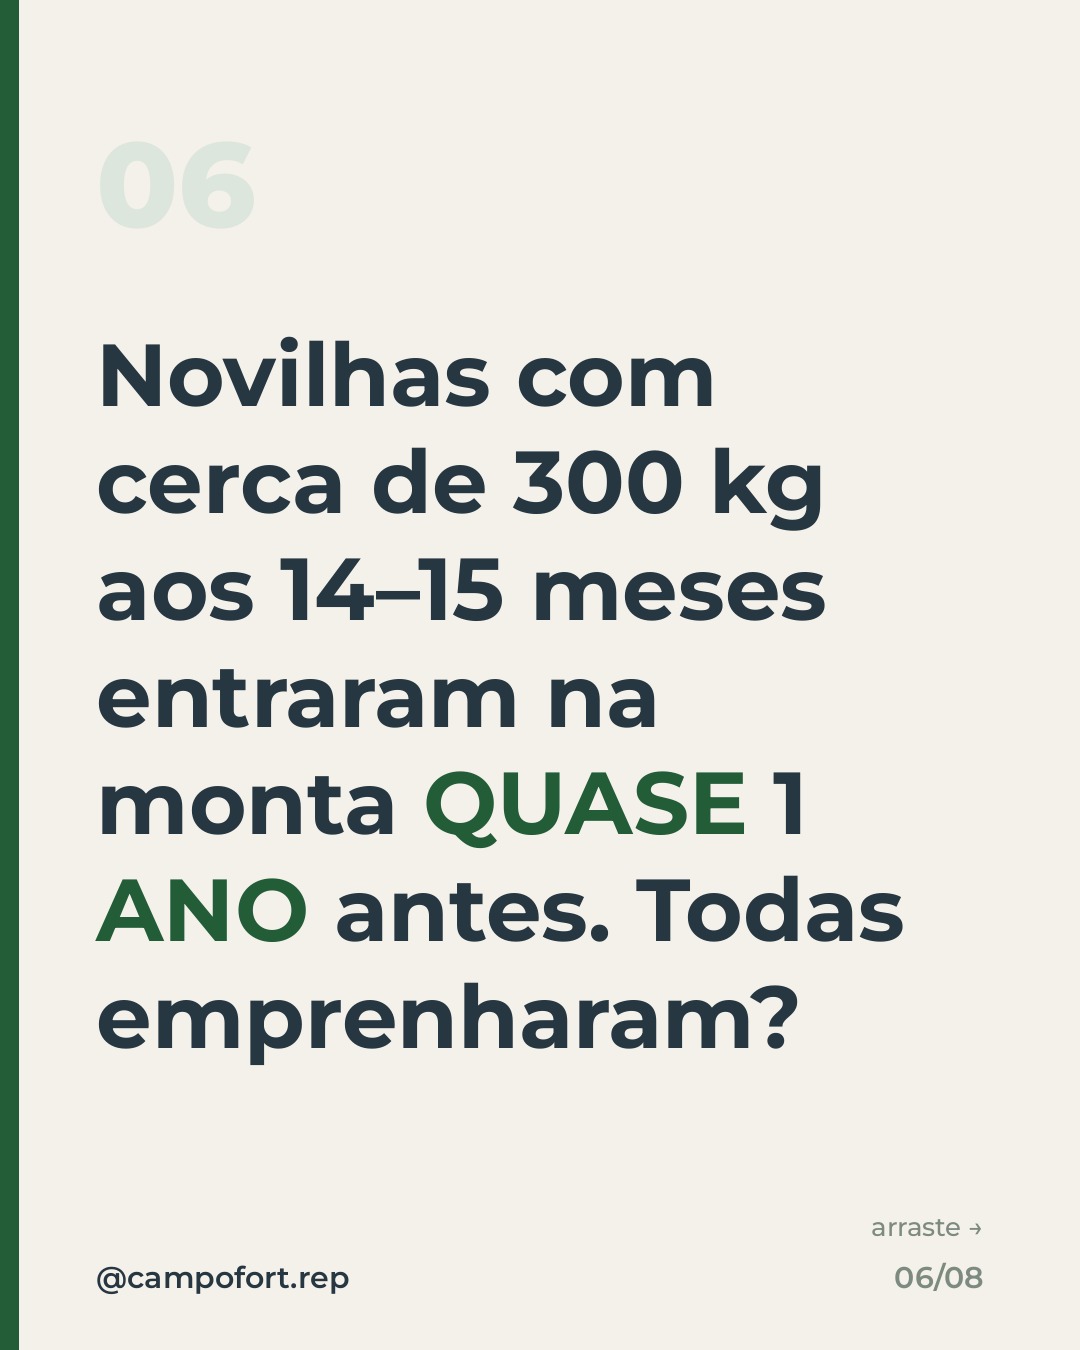 06
Novilhas com
cerca de 300 kg
aos 14–15 meses
entraram na
monta QUASE 1
ANO antes. Todas
emprenharam?
arraste →
@campofort.rep
06/08